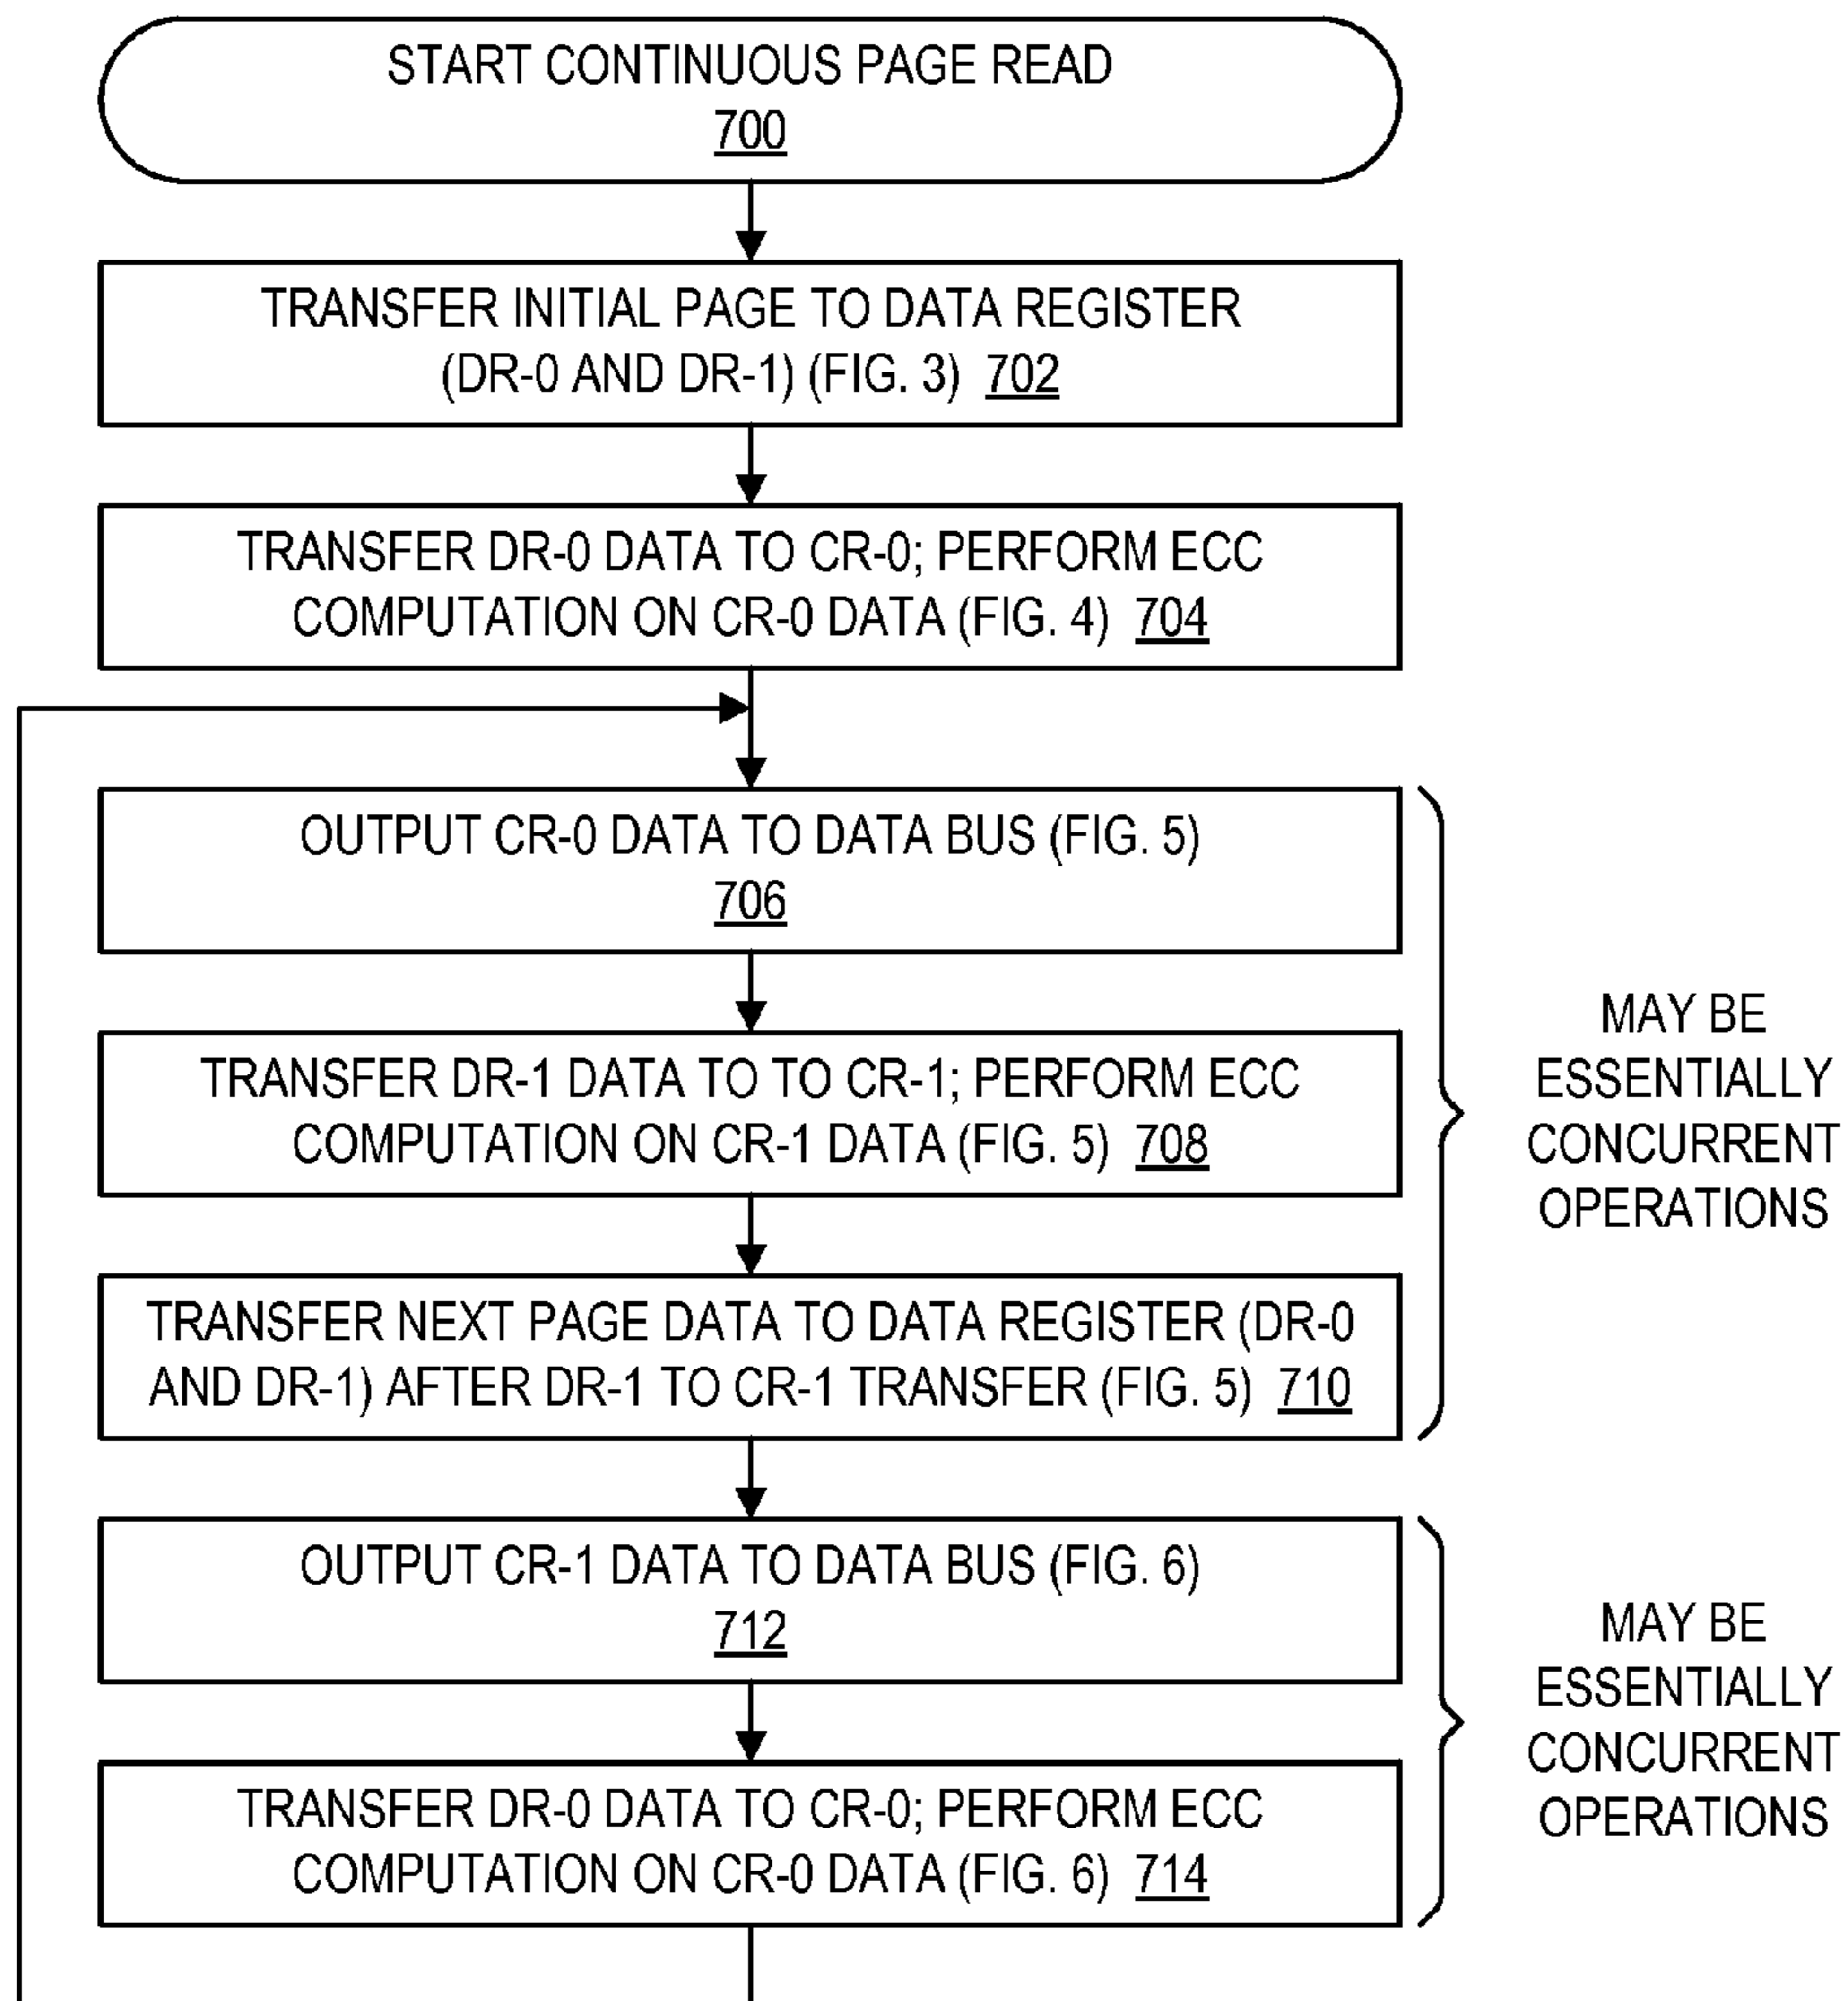 START CONTINUOUS PAGE READ
700
TRANSFER INITIAL PAGE TO DATA REGISTER
(DR-0 AND DR-1) (FIG. 3) 702
TRANSFER DR-0 DATA TO CR-0; PERFORM ECC
COMPUTATION ON CR-0 DATA (FIG. 4) 704
OUTPUT CR-0 DATA TO DATA BUS (FIG. 5)
706
TRANSFER DR-1 DATA TO TO CR-1; PERFORM ECC
COMPUTATION ON CR-1 DATA (FIG. 5) 708
TRANSFER NEXT PAGE DATA TO DATA REGISTER (DR-0
AND DR-1) AFTER DR-1 TO CR-1 TRANSFER (FIG. 5) 710
MAY BE
ESSENTIALLY
CONCURRENT
OPERATIONS
OUTPUT CR-1 DATA TO DATA BUS (FIG. 6)
712
TRANSFER DR-0 DATA TO CR-0; PERFORM ECC
COMPUTATION ON CR-0 DATA (FIG. 6) 714
MAY BE
ESSENTIALLY
CONCURRENT
OPERATIONS